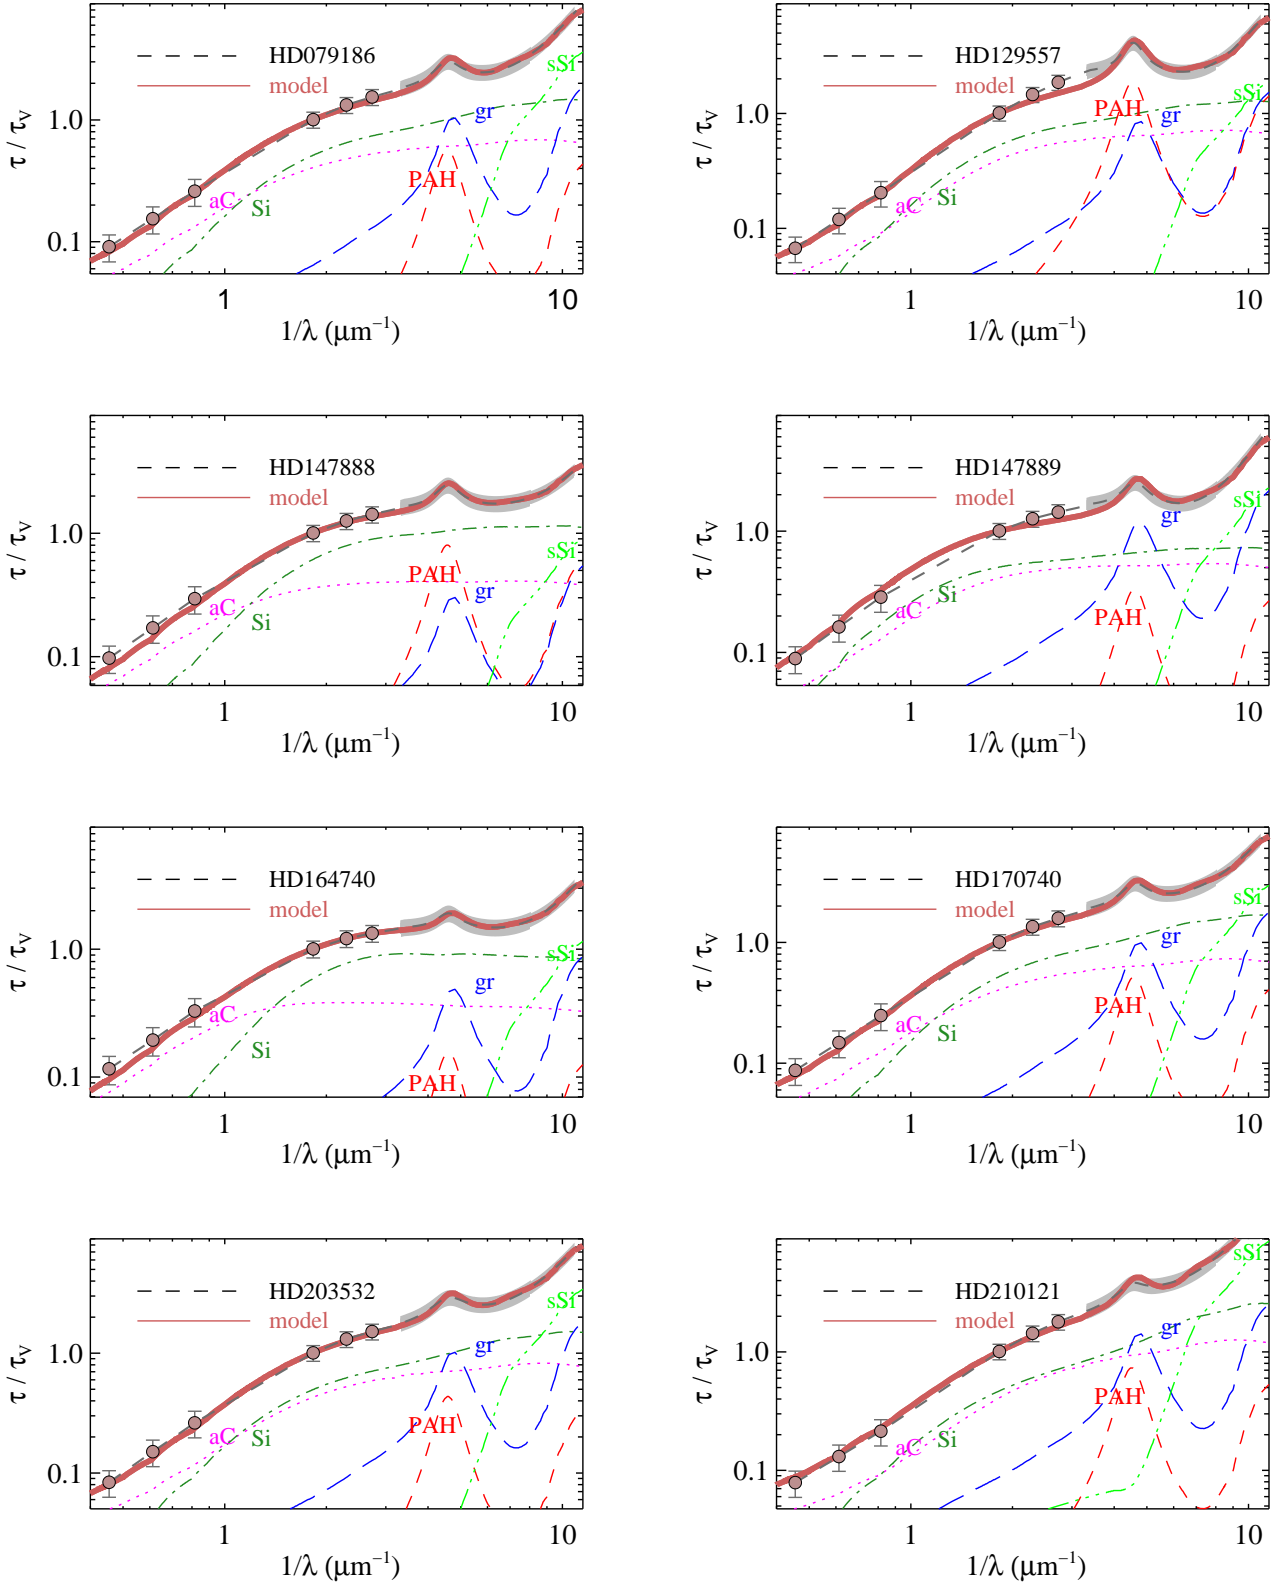 HD079186
model
sSi
gr
PAH
aC
Si
1.0
0.1
τ / τV
1
10
1/λ (μm−1)
HD129557
model
sSi
PAH
gr
aC
Si
1.0
0.1
τ / τV
1
10
1/λ (μm−1)
HD147888
model
sSi
PAH
gr
aC
Si
1.0
0.1
τ / τV
1
10
1/λ (μm−1)
HD147889
model
sSi
gr
PAH
aC
Si
1.0
0.1
τ / τV
1
10
1/λ (μm−1)
HD164740
model
sSi
gr
aC
Si
PAH
1.0
0.1
τ / τV
1
10
1/λ (μm−1)
HD170740
model
sSi
gr
PAH
aC
Si
1.0
0.1
τ / τV
1
10
1/λ (μm−1)
HD203532
model
sSi
gr
PAH
aC
Si
1.0
0.1
τ / τV
1
10
1/λ (μm−1)
HD210121
model
sSi
gr
PAH
aC
Si
1.0
0.1
τ / τV
1
10
1/λ (μm−1)